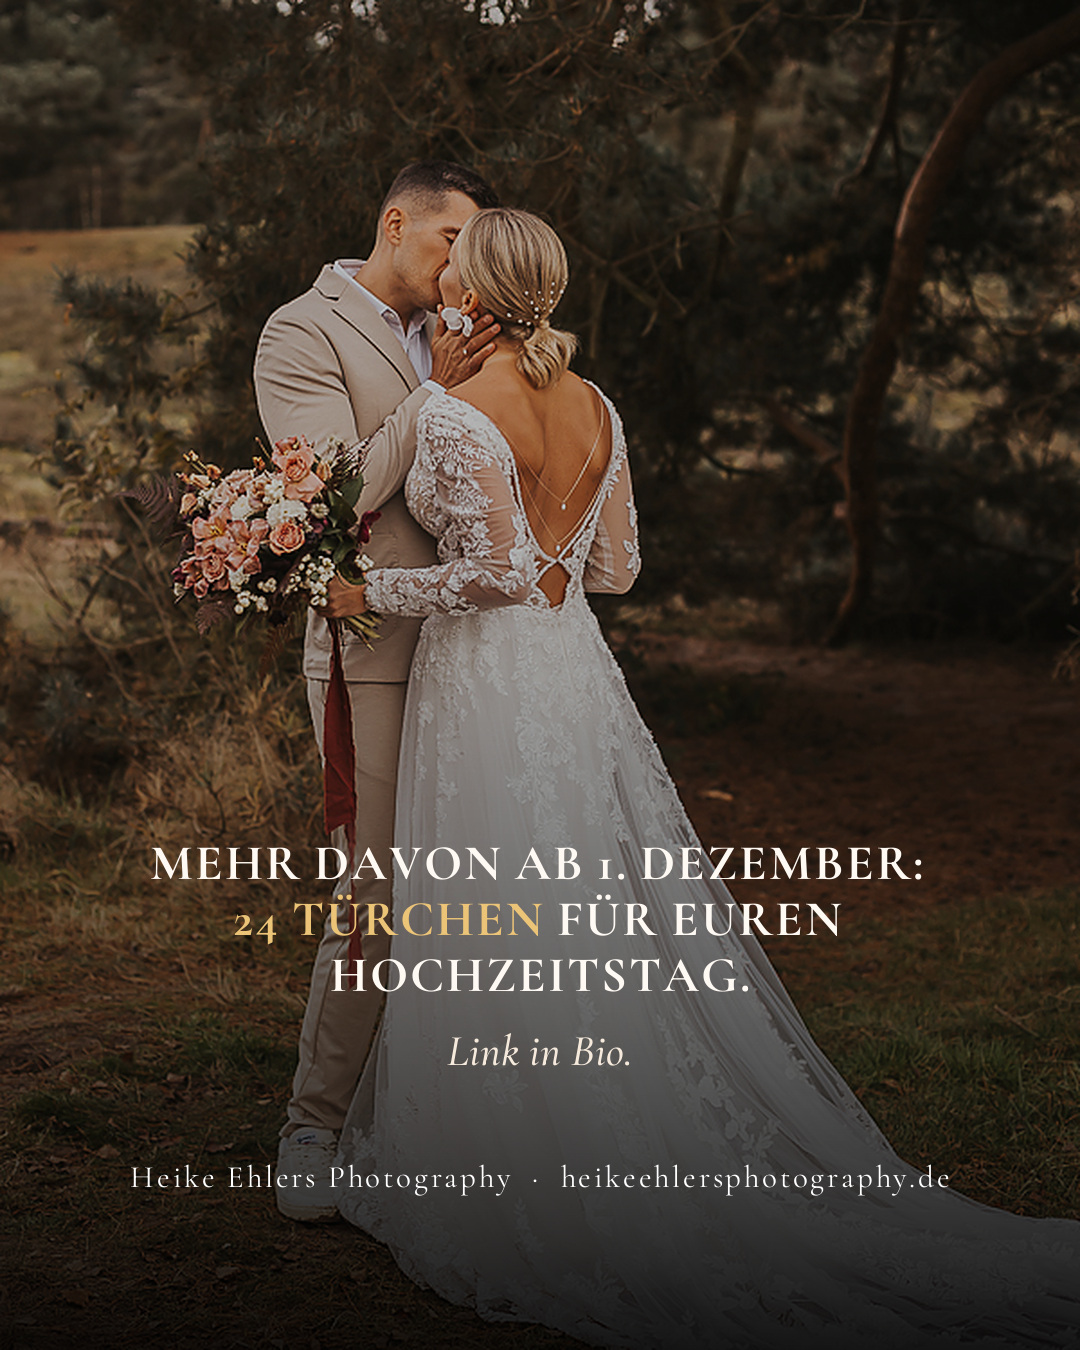 MEHR DAVON AB 1. DEZEMBER:
24 TÜRCHEN FÜR EUREN
HOCHZEITSTAG.
Link in Bio.
Heike Ehlers Photography · heikeehlersphotography.de